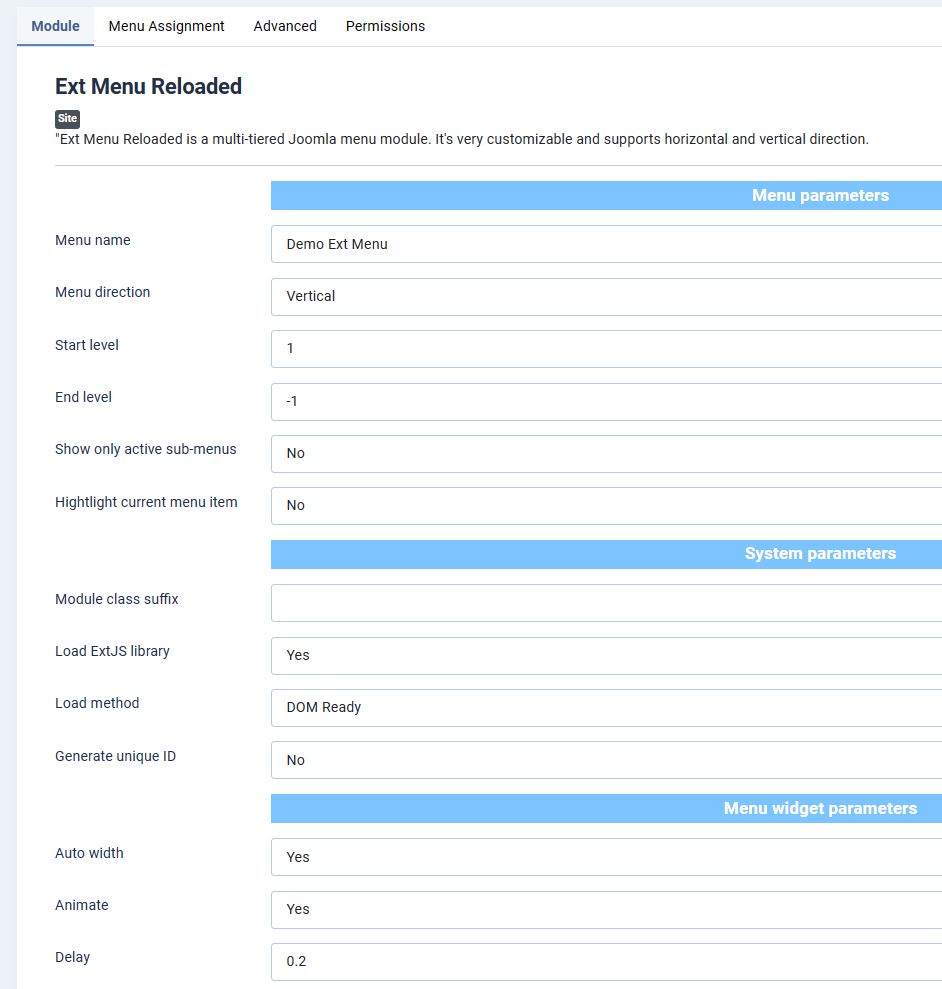 Module Menu Assignment Advanced Permissions
Ext Menu Reloaded
Site
"Ext Menu Reloaded is a multi-tiered Joomla menu module. It's very customizable and supports horizontal and vertical direction.
Menu parameters
Menu name Demo Ext Menu
Menu direction Vertical
Start level 1
End level -1
Show only active sub-menus No
Hightlight current menu item No
System parameters
Module class suffix
Load ExtJS library Yes
Load method DOM Ready
Generate unique ID No
Menu widget parameters
Auto width Yes
Animate Yes
Delay 0.2